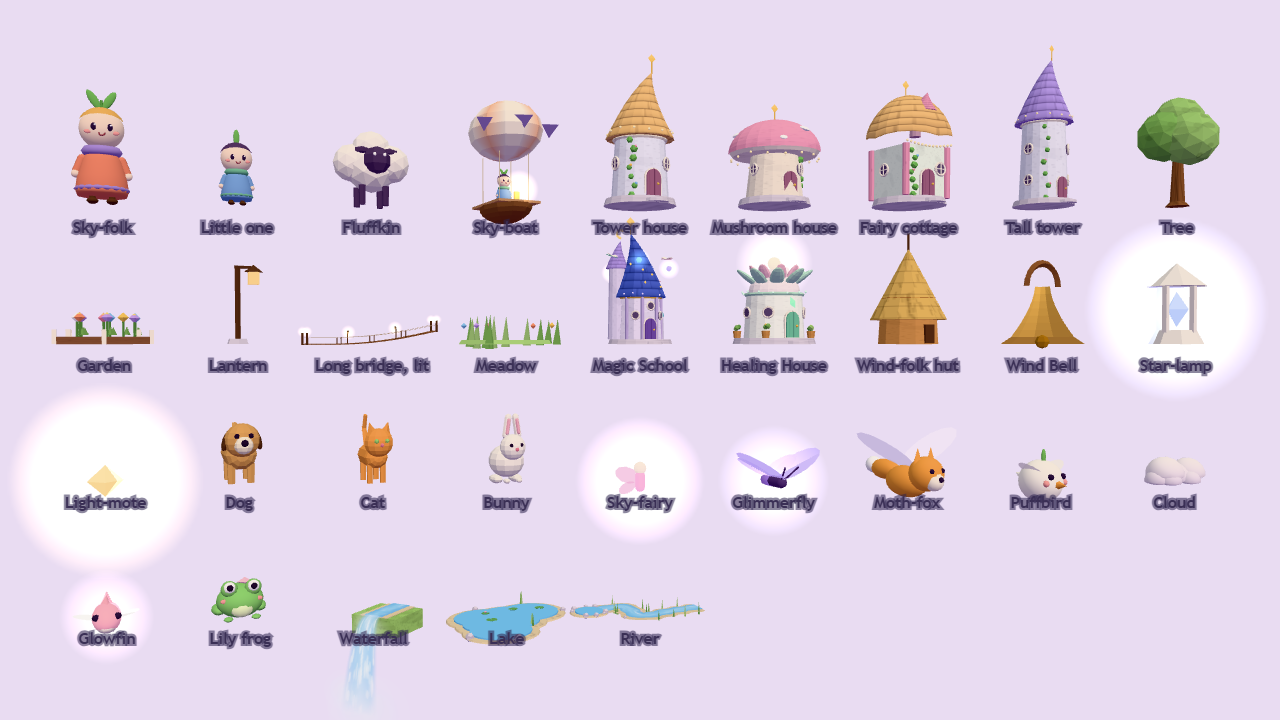 Sky-folk
Little one
Fluffkin
Sky-boat
Tower house
Mushroom house
Fairy cottage
Tall tower
Tree
Garden
Lantern
Long bridge, lit
Meadow
Magic School
Healing House
Wind-folk hut
Wind Bell
Star-lamp
Light-mote
Dog
Cat
Bunny
Sky-fairy
Glimmerfly
Moth-fox
Puffbird
Cloud
Glowfin
Lily frog
Waterfall
Lake
River